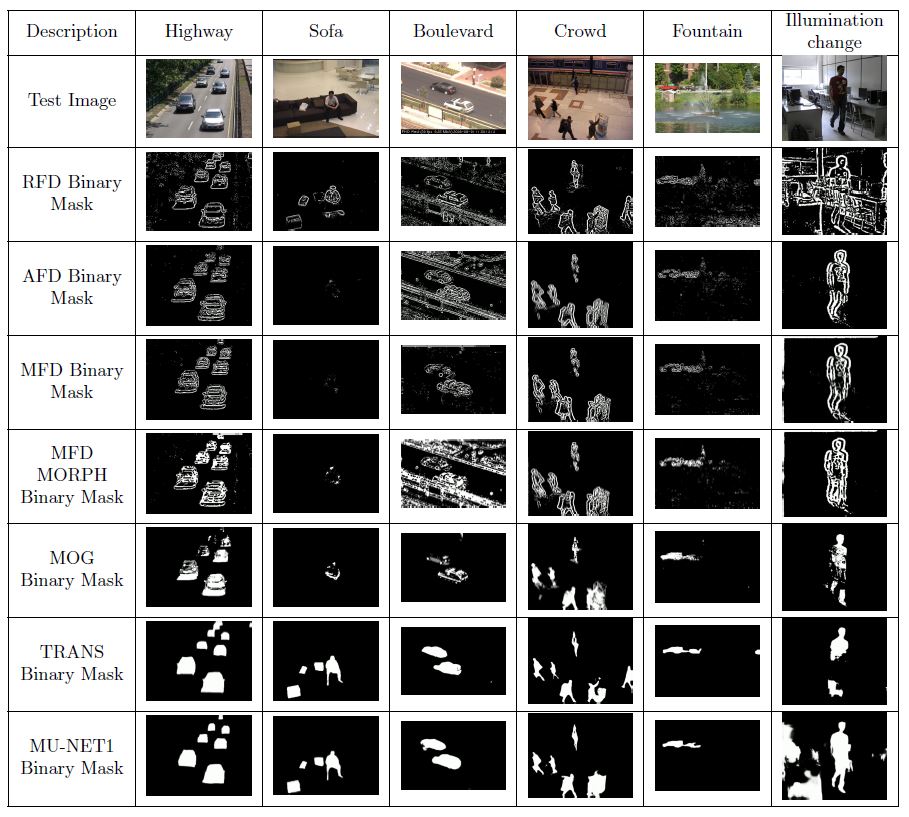 Description Highway Sofa Boulevard Crowd Fountain Illumination
change
Test Image
RFD Binary
Mask
AFD Binary
Mask
MFD Binary
Mask
MFD
MORPH
Binary Mask
MOG
Binary Mask
TRANS
Binary Mask
MU-NET1
Binary Mask